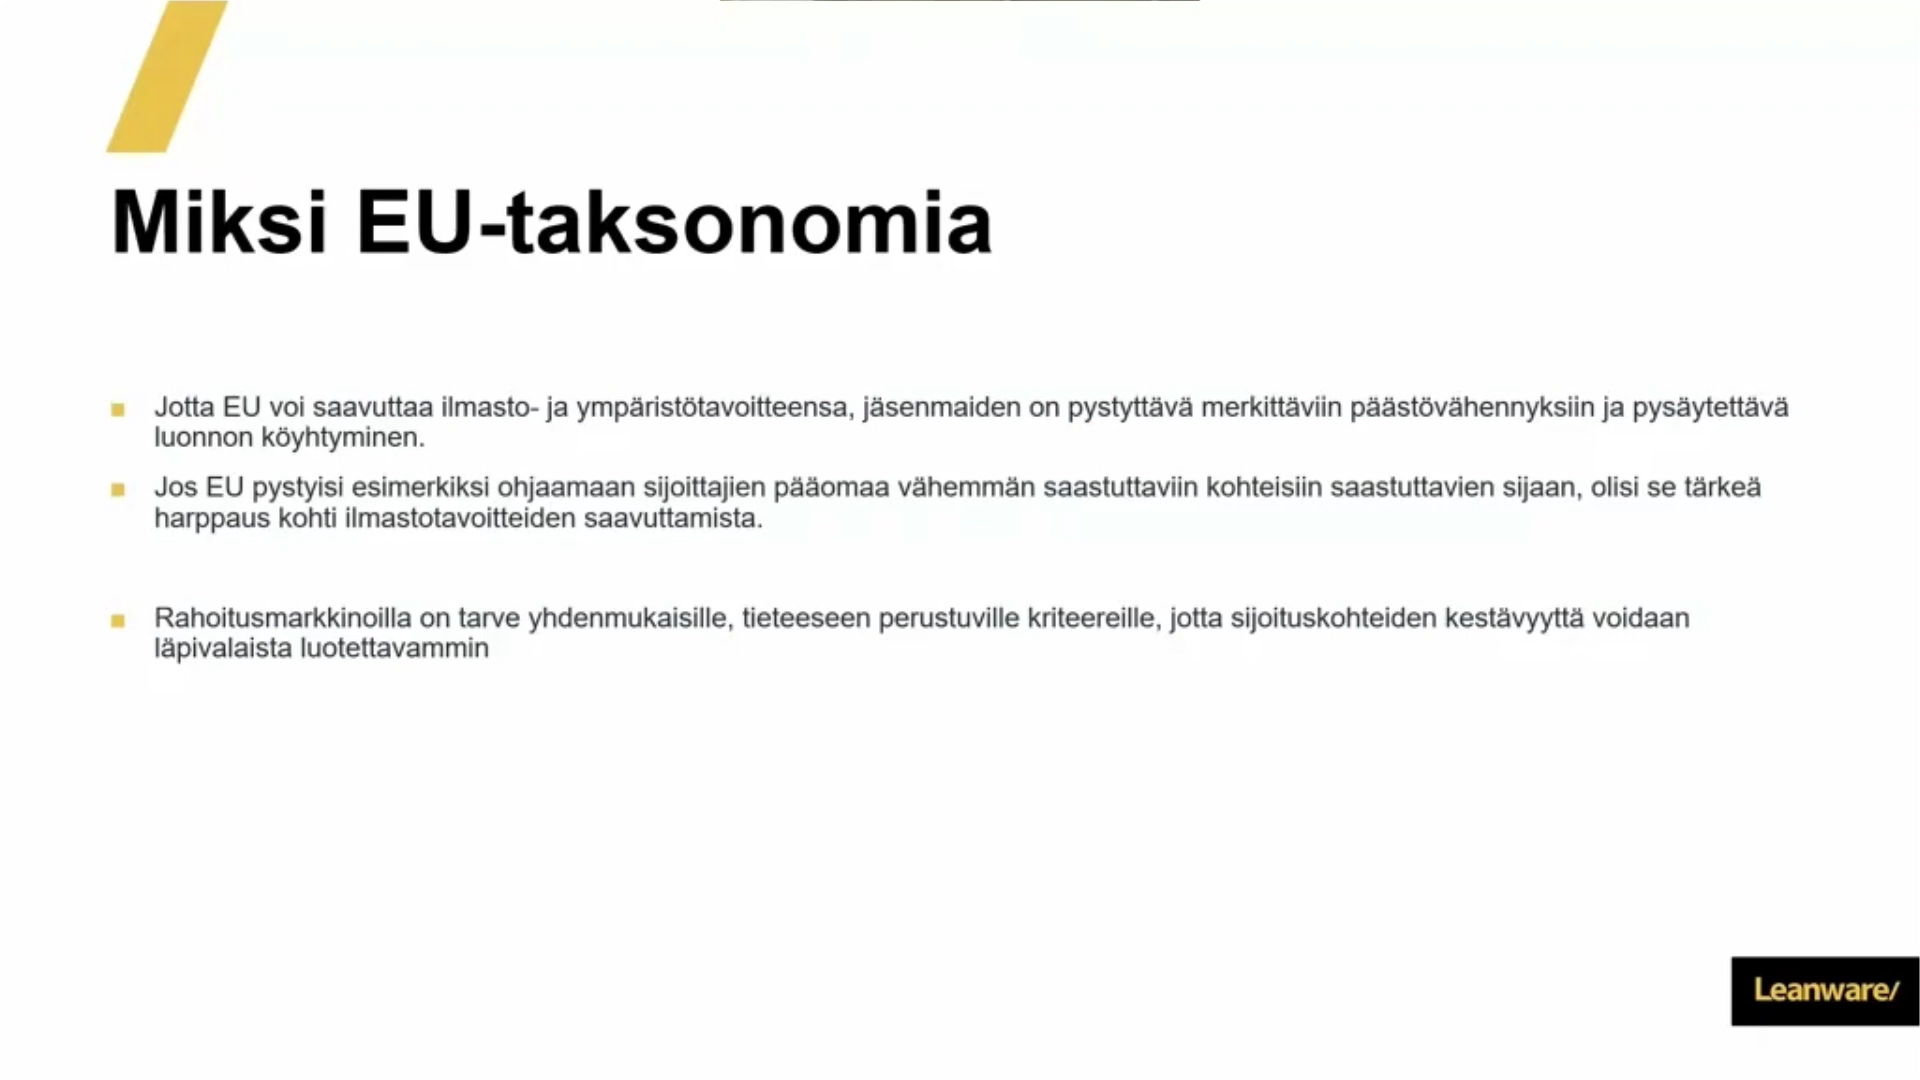 Miksi EU-taksonomia
Jotta EU voi saavuttaa ilmasto- ja ympäristötavoitteensa, jäsenmaiden on pystyttävä merkittäviin päästövähennyksiin ja pysäytettävä
luonnon köyhtyminen.
Jos EU pystyisi esimerkiksi ohjaamaan sijoittajien pääomaa vähemmän saastuttaviin kohteisiin saastuttavien sijaan, olisi se tärkeä
harppaus kohti ilmastotavoitteiden saavuttamista.
Rahoitusmarkkinoilla on tarve yhdenmukaisille, tieteeseen perustuville kriteereille, jotta sijoituskohteiden kestävyyttä voidaan
läpivalaista luotettavammin
Leanware/